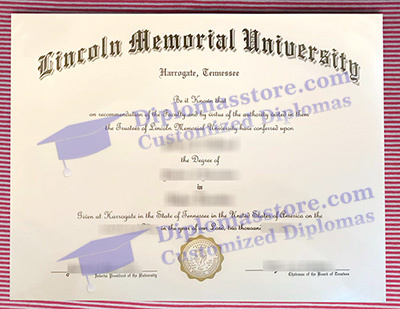 Lincoln Memorial University
Harrogate, Tennessee
Diplomasstore.com
Customized Diplomas
Be it Known that
on recommendation of the Faculty and by virtue of the authority vested in them
the Trustees of Lincoln Memorial University have conferred upon
the Degree of
in
Given at Harrogate in the State of Tennessee in the United States of America on the
in the year of our Lord, two thousand
Diplomasstore.com
Customized Diplomas
Interim President of the University
Chairman of the Board of Trustees